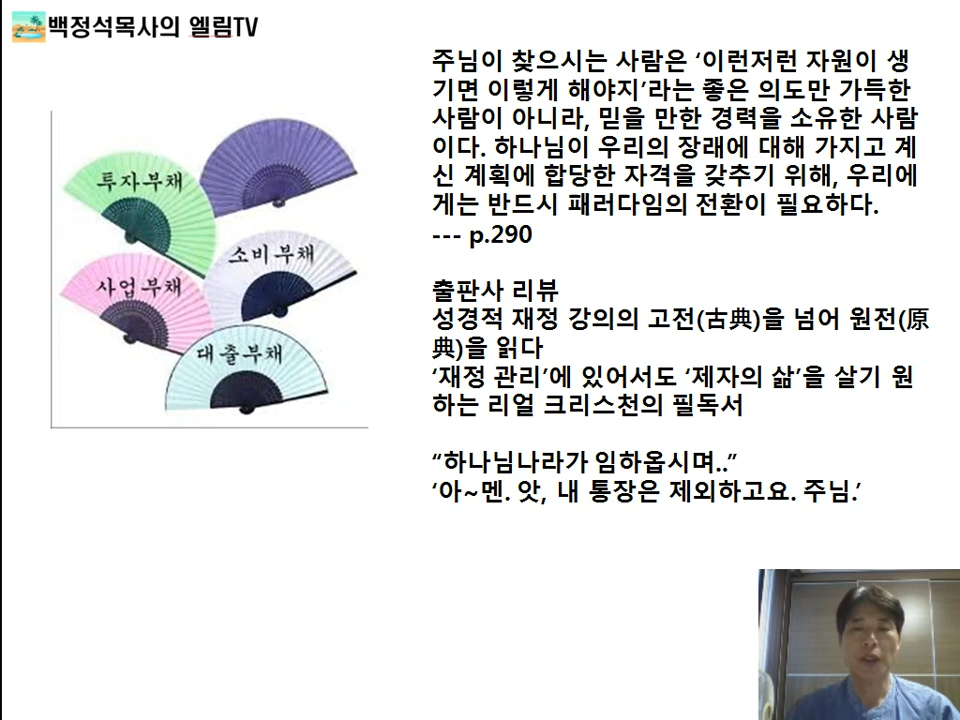 백정석목사의 엘림TV
투자부채
소비부채
사업부채
대출부채
주님이 찾으시는 사람은 ‘이런저런 자원이 생
기면 이렇게 해야지’라는 좋은 의도만 가득한
사람이 아니라, 믿을 만한 경력을 소유한 사람
이다. 하나님이 우리의 장래에 대해 가지고 계
신 계획에 합당한 자격을 갖추기 위해, 우리에
게는 반드시 패러다임의 전환이 필요하다.
--- p.290
출판사 리뷰
성경적 재정 강의의 고전(古典)을 넘어 원전(原
典)을 읽다
‘재정 관리’에 있어서도 ‘제자의 삶’을 살기 원
하는 리얼 크리스천의 필독서
“하나님나라가 임하옵시며..”
‘아~멘. 앗, 내 통장은 제외하고요. 주님.’